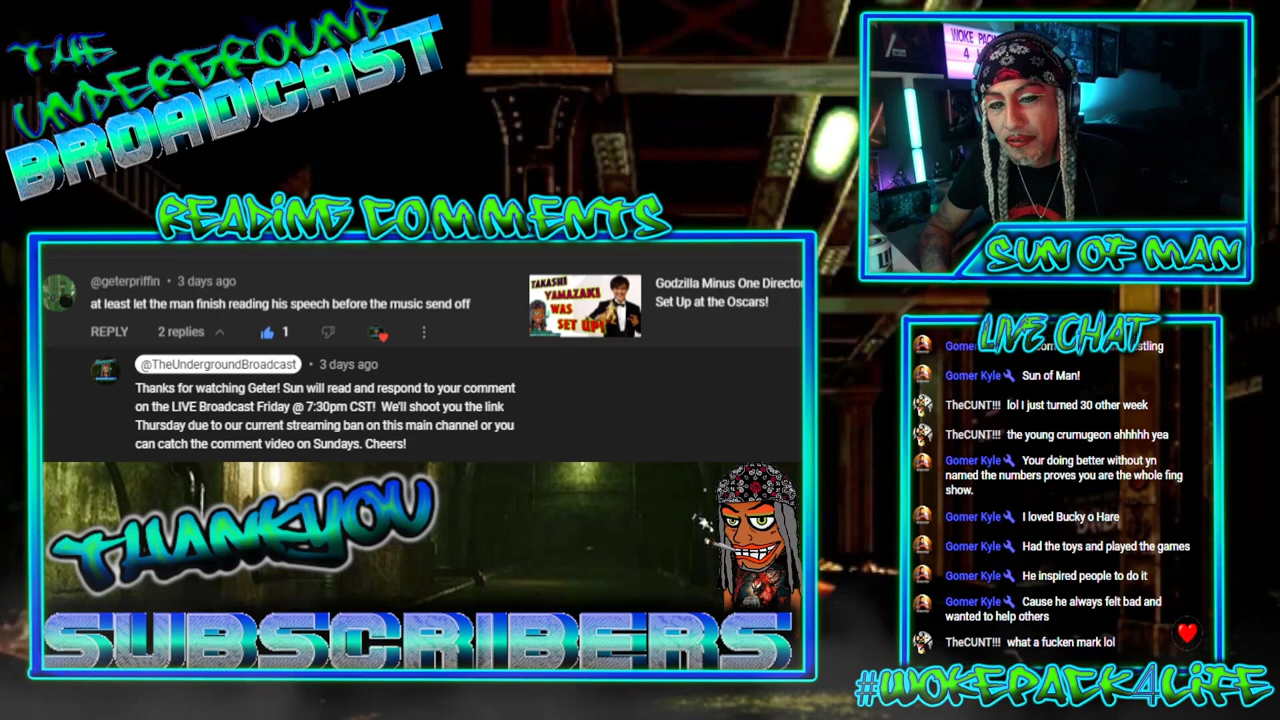 THE
UNDERGROUND
BROADCAST
WOKE PACK
4 L
SUN OF MAN
READING COMMENTS
@geterpriffin • 3 days ago
at least let the man finish reading his speech before the music send off
REPLY 2 replies 1
TAKASHI
YAMAZAKI
WAS
SET UP!
Godzilla Minus One Director
Set Up at the Oscars!
@TheUndergroundBroadcast • 3 days ago
Thanks for watching Geter! Sun will read and respond to your comment
on the LIVE Broadcast Friday @ 7:30pm CST! We'll shoot you the link
Thursday due to our current streaming ban on this main channel or you
can catch the comment video on Sundays. Cheers!
THANKYOU
SUBSCRIBERS
LIVE CHAT
Gomer Kyle Sun of Man!
TheCUNT!!! lol I just turned 30 other week
TheCUNT!!! the young crumugeon ahhhhh yea
Gomer Kyle Your doing better without yn
named the numbers proves you are the whole fing
show.
Gomer Kyle I loved Bucky o Hare
Gomer Kyle Had the toys and played the games
Gomer Kyle He inspired people to do it
Gomer Kyle Cause he always felt bad and
wanted to help others
TheCUNT!!! what a fucken mark lol
#WOKEPACK4LIFE